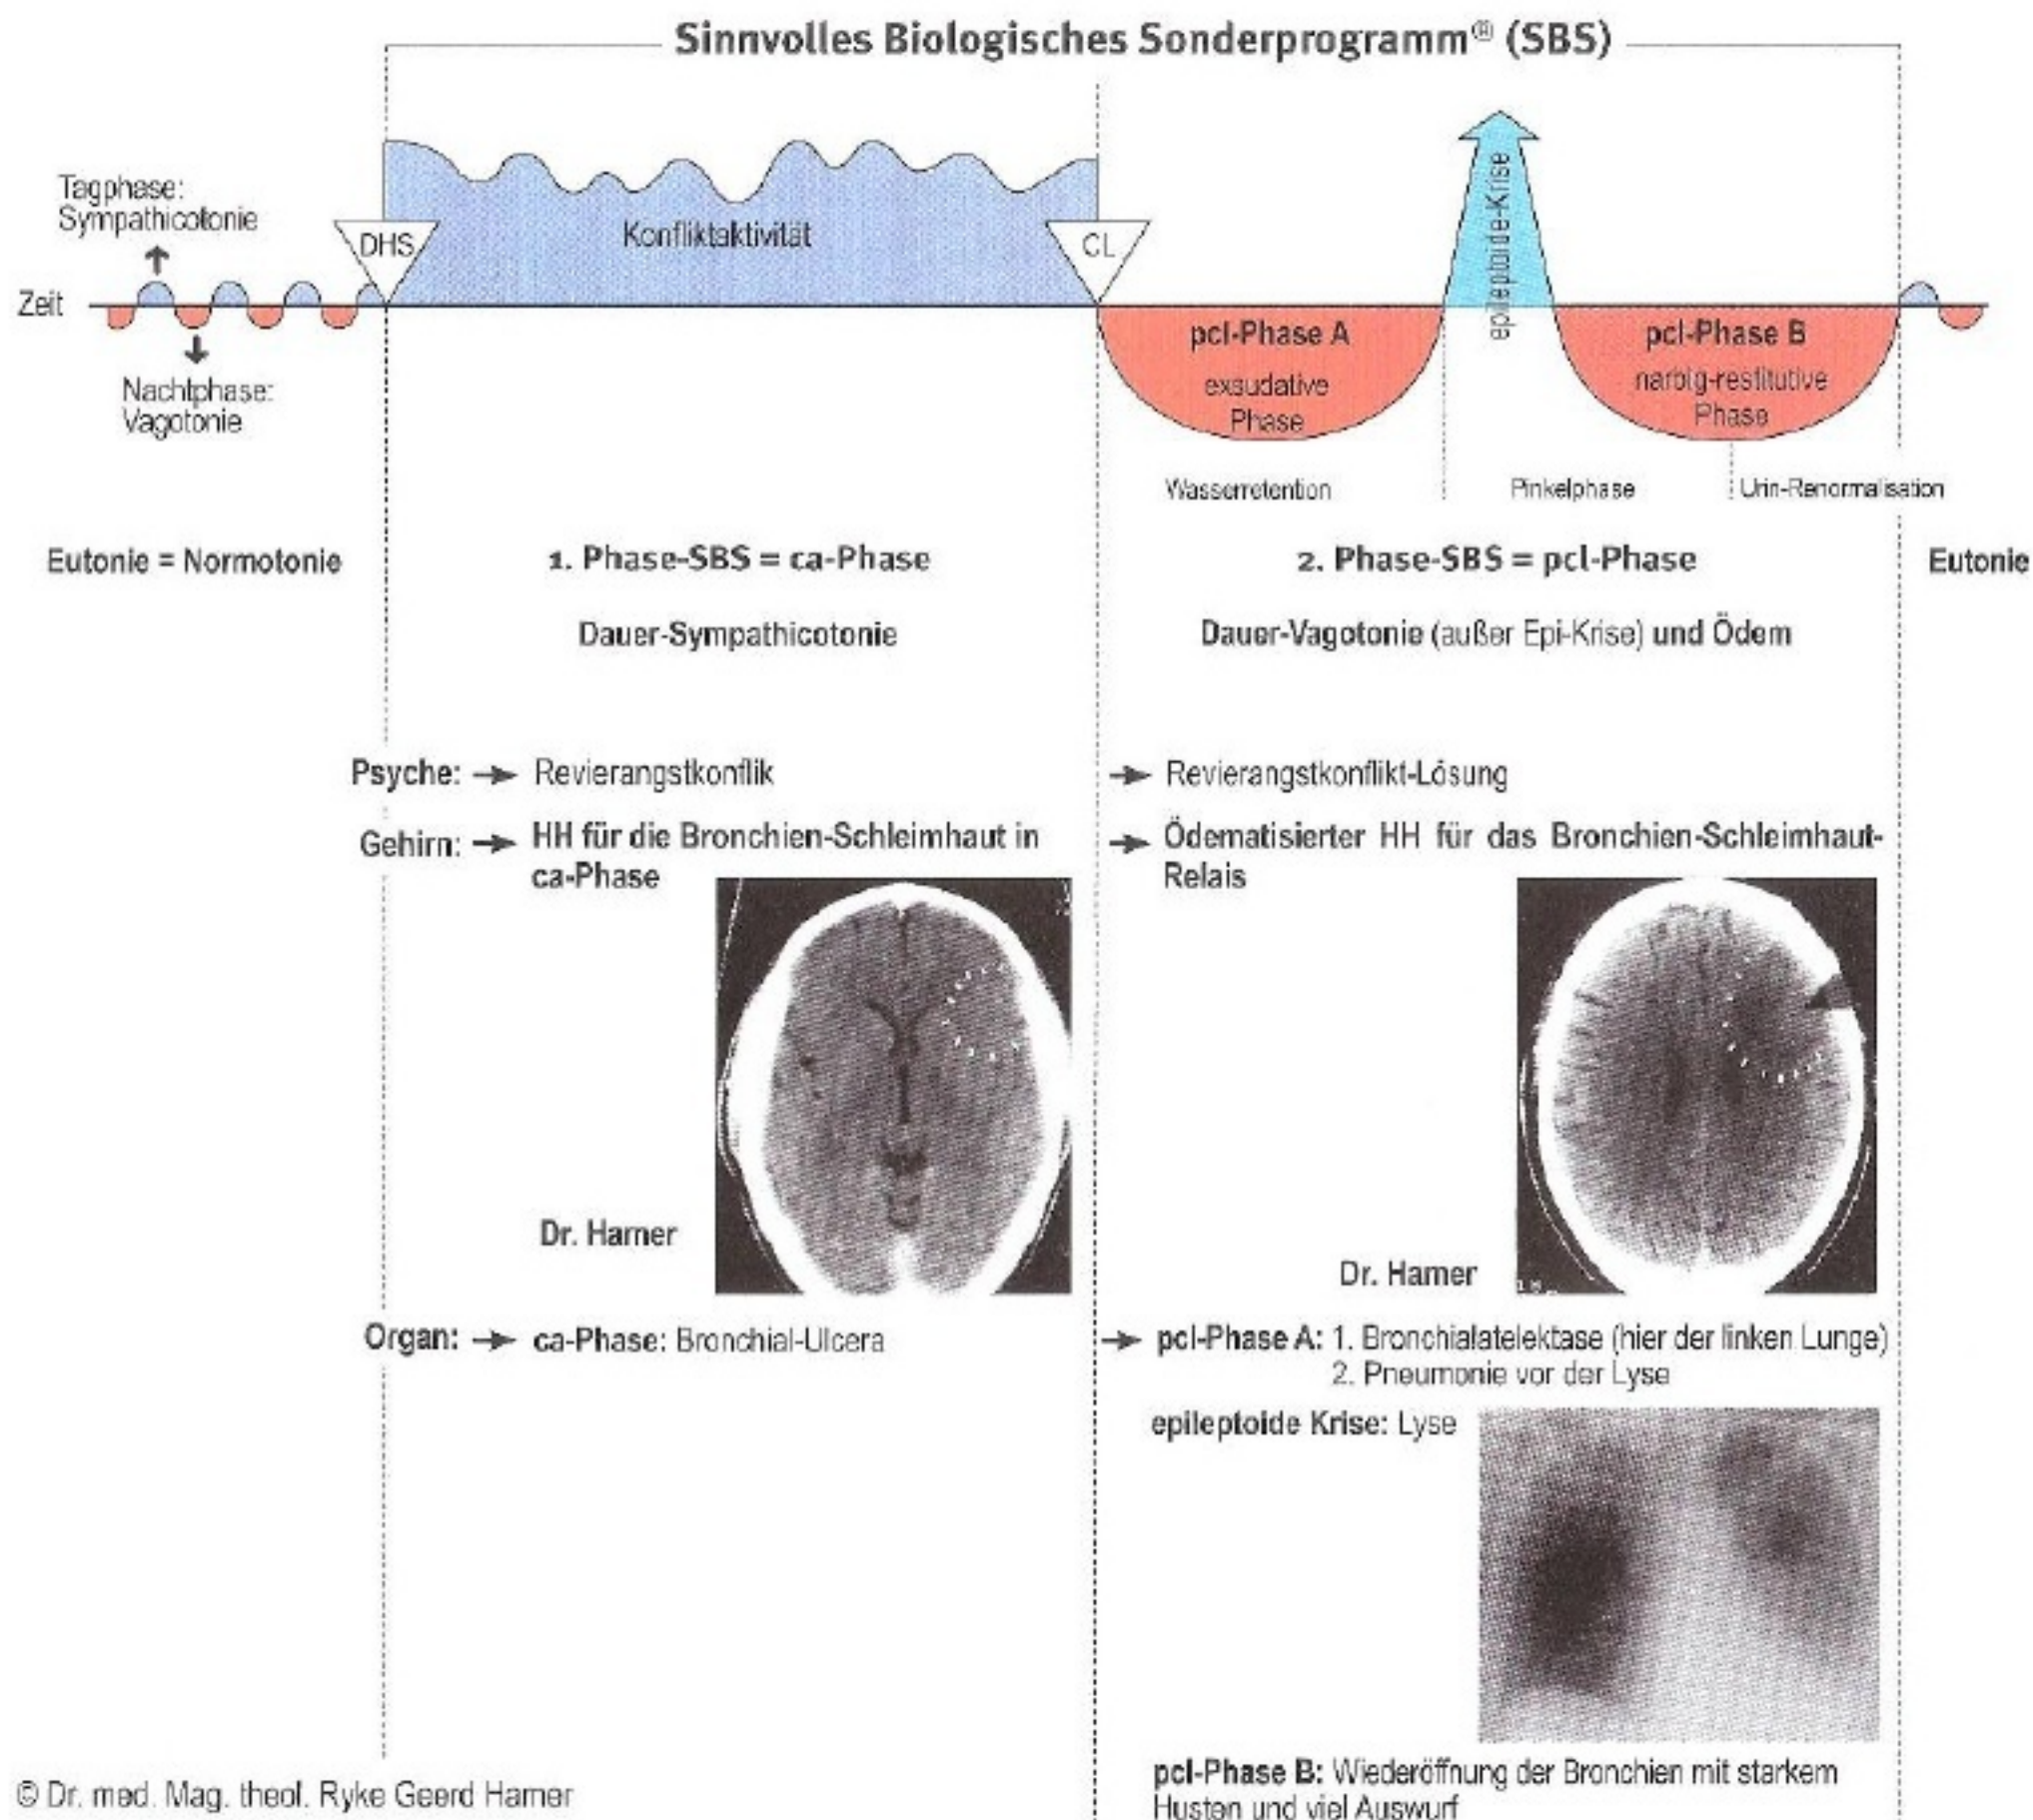 Sinnvolles Biologisches Sonderprogramm® (SBS)
Tagphase:
Sympathicotonie
DHS
Konfliktaktivität
CL
epileptoide-Krise
Zeit
pcl-Phase A
exsudative
Phase
pcl-Phase B
narbig-restitutive
Phase
Nachtphase:
Vagotonie
Wasserretention
Pinkelphase
Urin-Renormalisation
Eutonie = Normotonie
1. Phase-SBS = ca-Phase
2. Phase-SBS = pcl-Phase
Eutonie
Dauer-Sympathicotonie
Dauer-Vagotonie (außer Epi-Krise) und Ödem
Psyche: → Revierangstkonflik
→ Revierangstkonflikt-Lösung
Gehirn: → HH für die Bronchien-Schleimhaut in
ca-Phase
→ Ödematisierter HH für das Bronchien-Schleimhaut-
Relais
Dr. Hamer
Dr. Hamer
Organ: → ca-Phase: Bronchial-Ulcera
→ pcl-Phase A: 1. Bronchialatelektase (hier der linken Lunge)
2. Pneumonie vor der Lyse
epileptoide Krise: Lyse
pcl-Phase B: Wiederöffnung der Bronchien mit starkem
Husten und viel Auswurf
© Dr. med. Mag. theol. Ryke Geerd Hamer